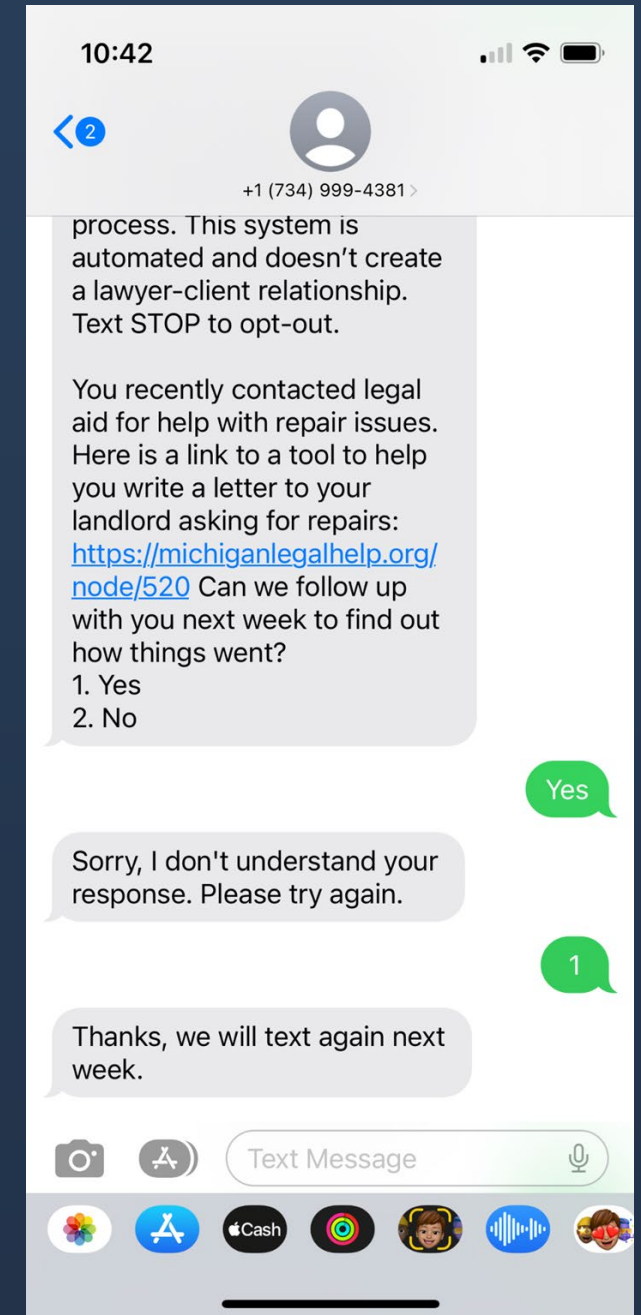 10:42
2
+1 (734) 999-4381
process. This system is
automated and doesn't create
a lawyer-client relationship.
Text STOP to opt-out.
You recently contacted legal
aid for help with repair issues.
Here is a link to a tool to help
you write a letter to your
landlord asking for repairs:
https://michiganlegalhelp.org/
node/520 Can we follow up
with you next week to find out
how things went?
1. Yes
2. No
Yes
Sorry, I don't understand your
response. Please try again.
1
Thanks, we will text again next
week.
Text Message
Cash